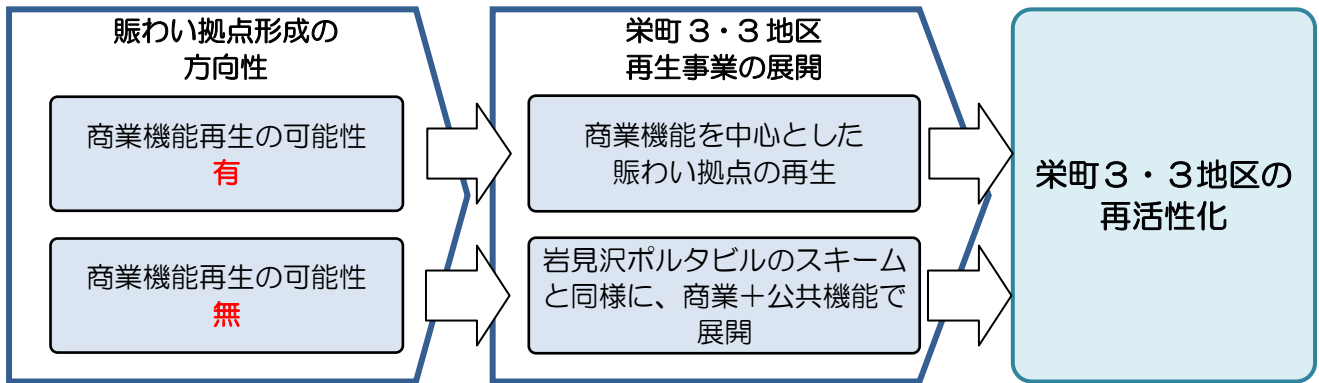 賑わい拠点形成の
方向性
商業機能再生の可能性
有
商業機能再生の可能性
無
栄町３・３地区
再生事業の展開
商業機能を中心とした
賑わい拠点の再生
岩見沢ポルタビルのスキーム
と同様に、商業＋公共機能で
展開
栄町３・３地区の
再活性化